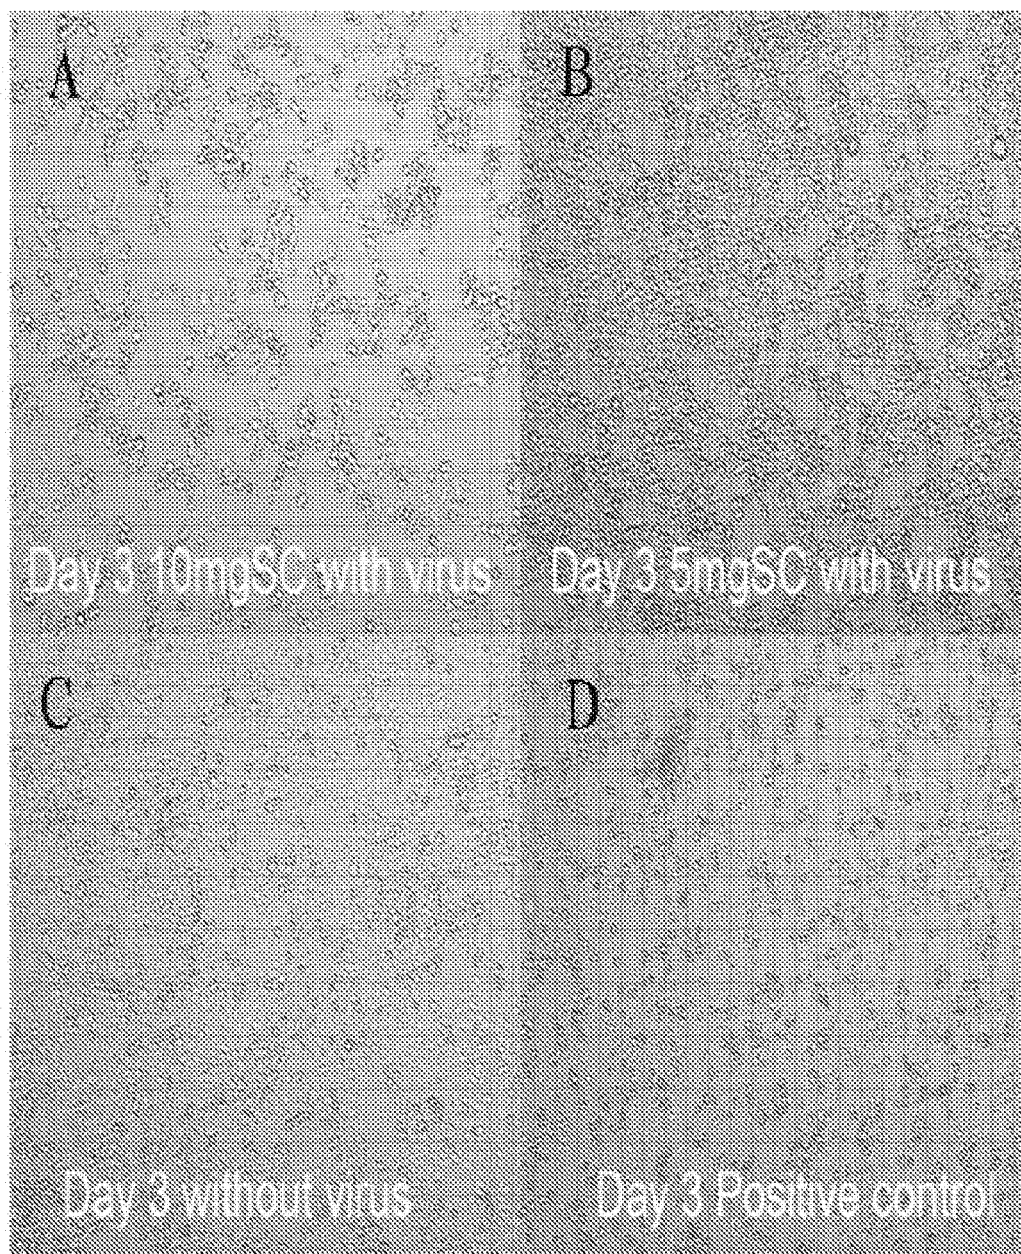 A
B
Day 3 10mgSC with virus
Day 3 5mgSC with virus
C
D
Day 3 without virus
Day 3 Positive control